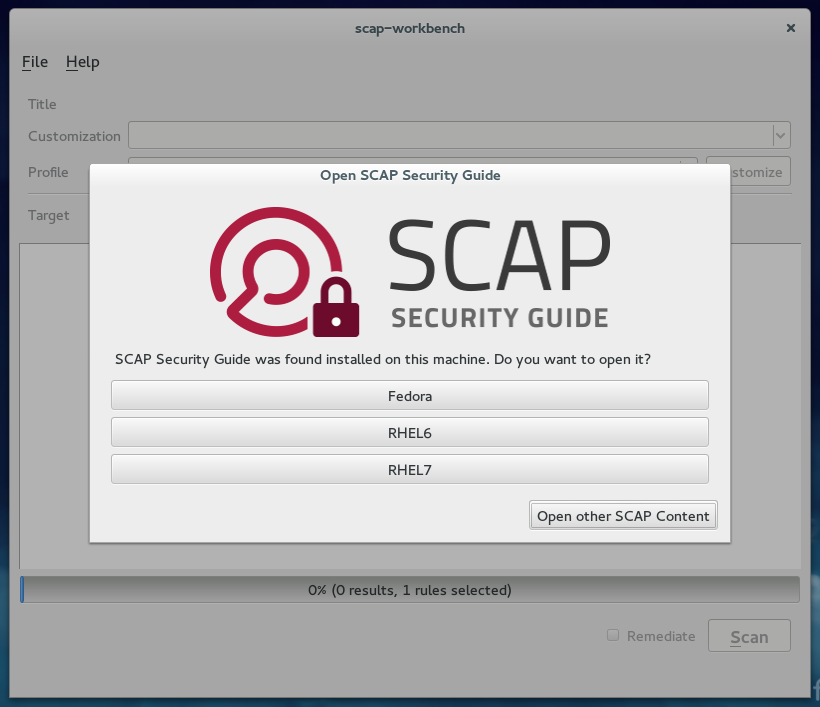 scap-workbench
File Help
Title
Customization
Profile
stomize
Target
Open SCAP Security Guide
SCAP
SECURITY GUIDE
SCAP Security Guide was found installed on this machine. Do you want to open it?
Fedora
RHEL6
RHEL7
Open other SCAP Content
0% (0 results, 1 rules selected)
Remediate
Scan